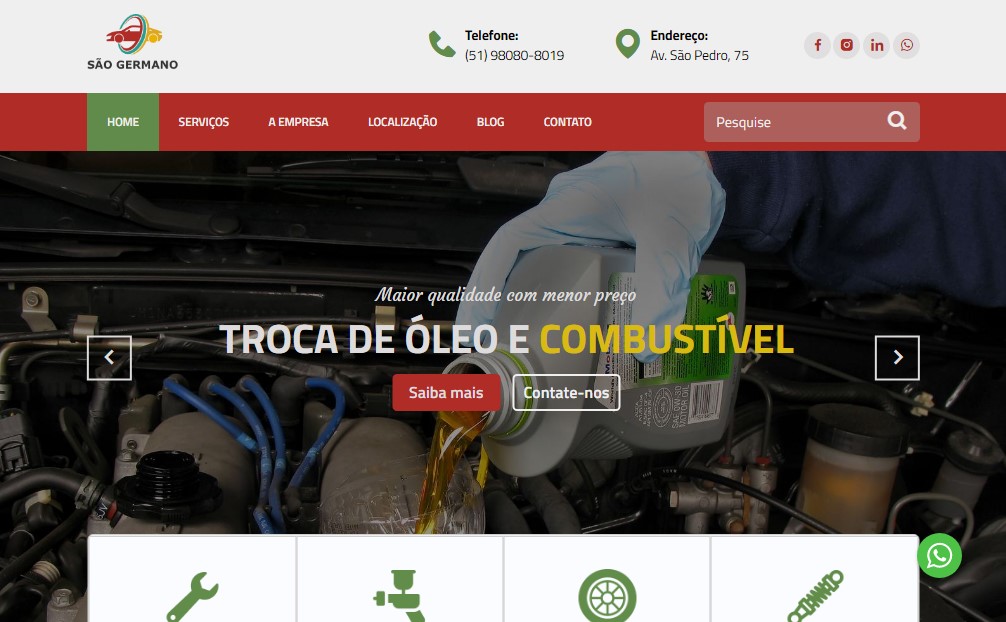 SÃO GERMANO
Telefone:
(51) 98080-8019
Endereço:
Av. São Pedro, 75
HOME
SERVIÇOS
A EMPRESA
LOCALIZAÇÃO
BLOG
CONTATO
Pesquise
Maior qualidade com menor preço
TROCA DE ÓLEO E COMBUSTÍVEL
Saiba mais
Contate-nos